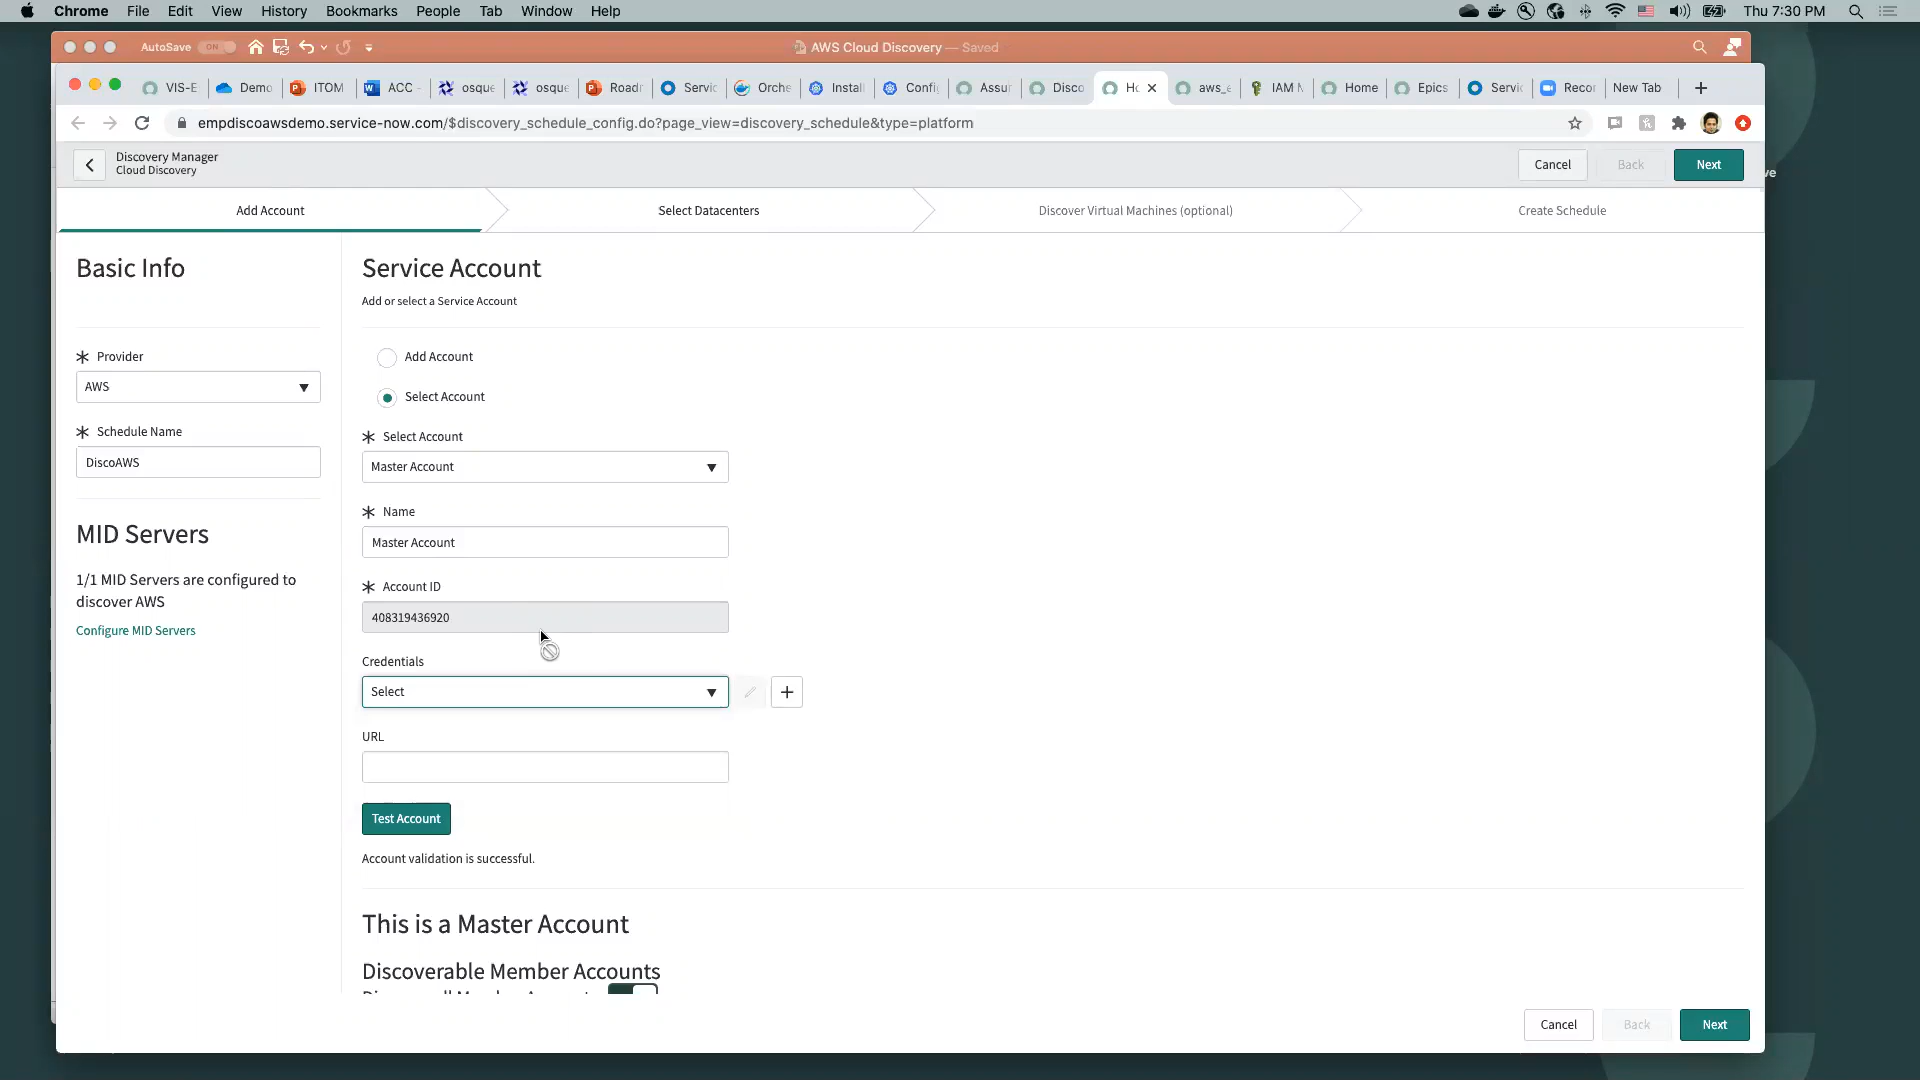 Chrome File Edit View History Bookmarks People Tab Window Help
Thu 7:30 PM
AutoSave ON
AWS Cloud Discovery — Saved
VIS-E Demo ITOM ACC - osque osque Roadr Servic Orche Install Config Assur Disco Ho aws_e IAM M Home Epics Servic Recor New Tab
empdiscoawsdemo.service-now.com/$discovery_schedule_config.do?page_view=discovery_schedule&type=platform
Discovery Manager
Cloud Discovery
Cancel Back Next
ve
Add Account Select Datacenters Discover Virtual Machines (optional) Create Schedule
Basic Info
Provider
AWS
Schedule Name
DiscoAWS
MID Servers
1/1 MID Servers are configured to
discover AWS
Configure MID Servers
Service Account
Add or select a Service Account
Add Account
Select Account
Select Account
Master Account
Name
Master Account
Account ID
408319436920
Credentials
Select
URL
Test Account
Account validation is successful.
This is a Master Account
Discoverable Member Accounts
Cancel Back Next